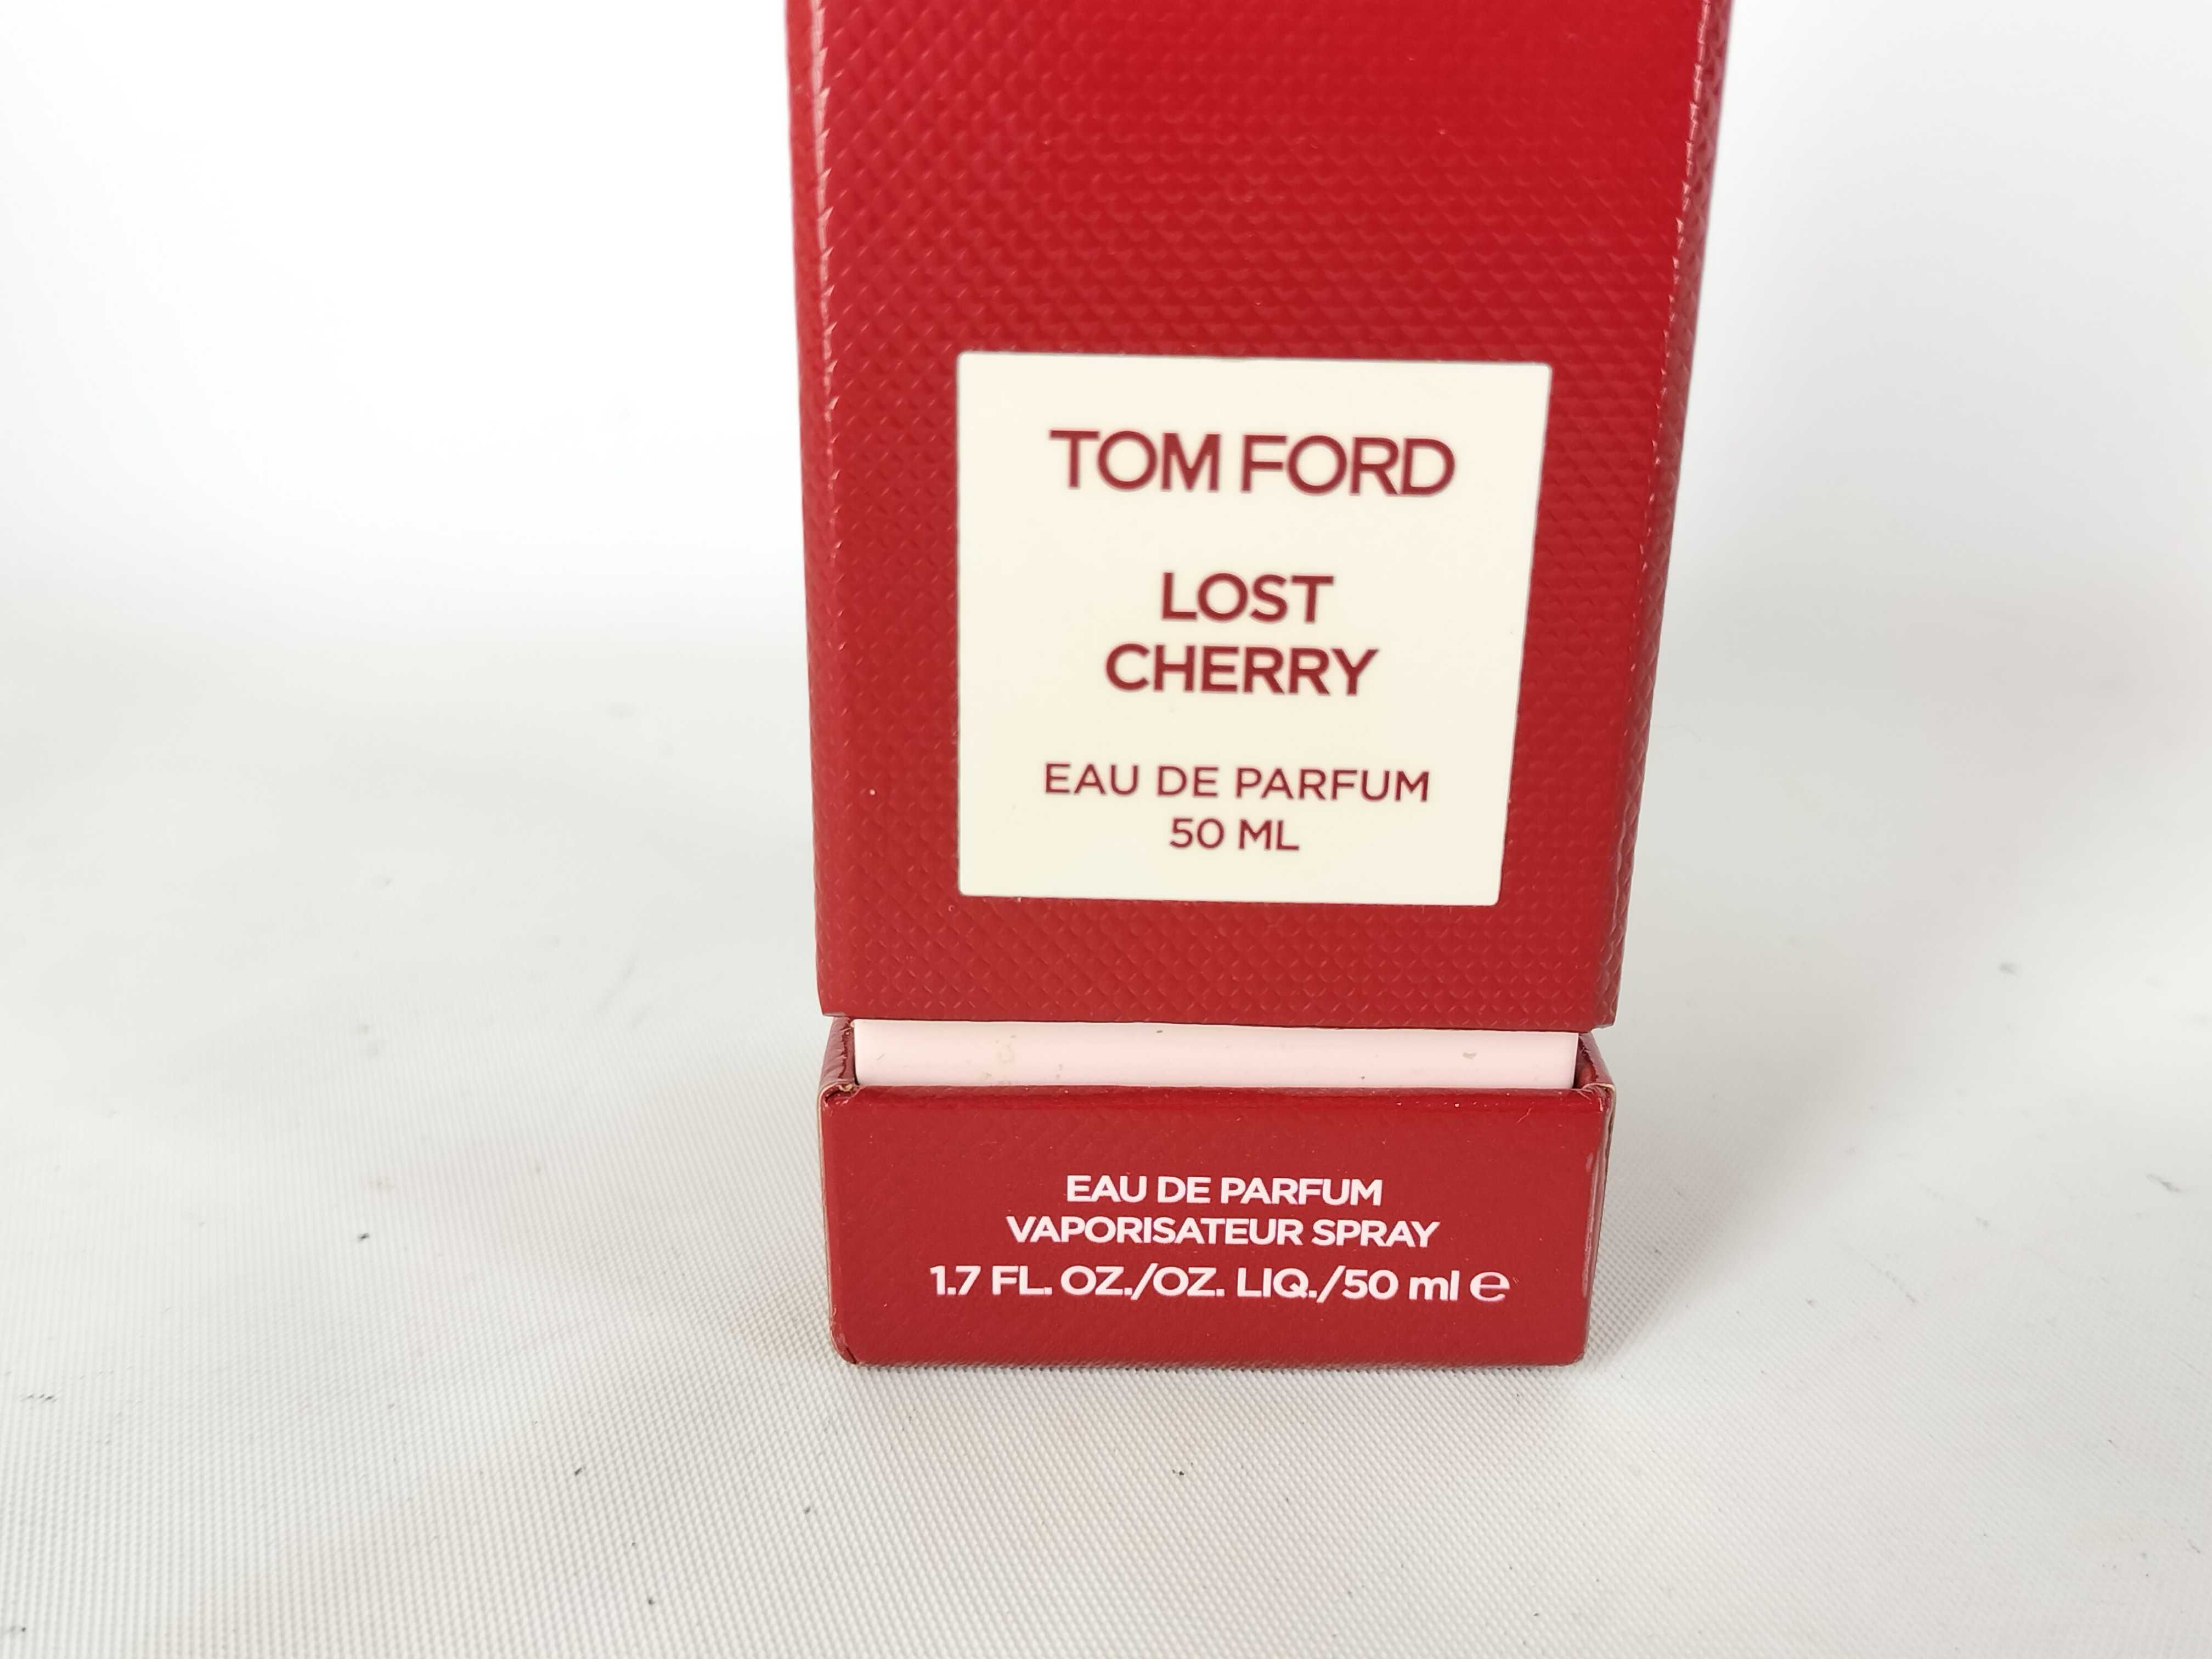 TOM FORD
LOST
CHERRY
EAU DE PARFUM
50 ML
EAU DE PARFUM
VAPORISATEUR SPRAY
1.7 FL. OZ./OZ. LIQ./50 ml ℮